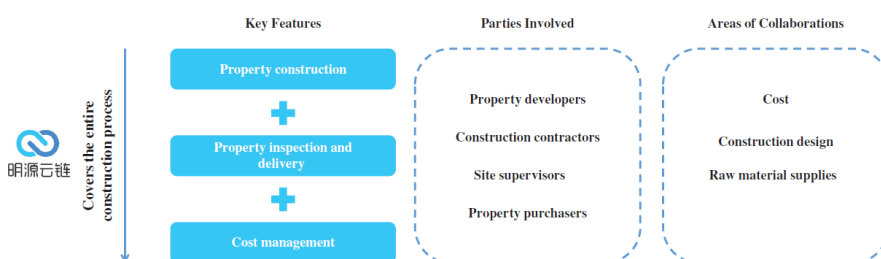 Key Features
Parties Involved
Areas of Collaborations
明源云链
Covers the entire
construction process
Property construction
Property inspection and
delivery
Cost management
Property developers
Construction contractors
Site supervisors
Property purchasers
Cost
Construction design
Raw material supplies